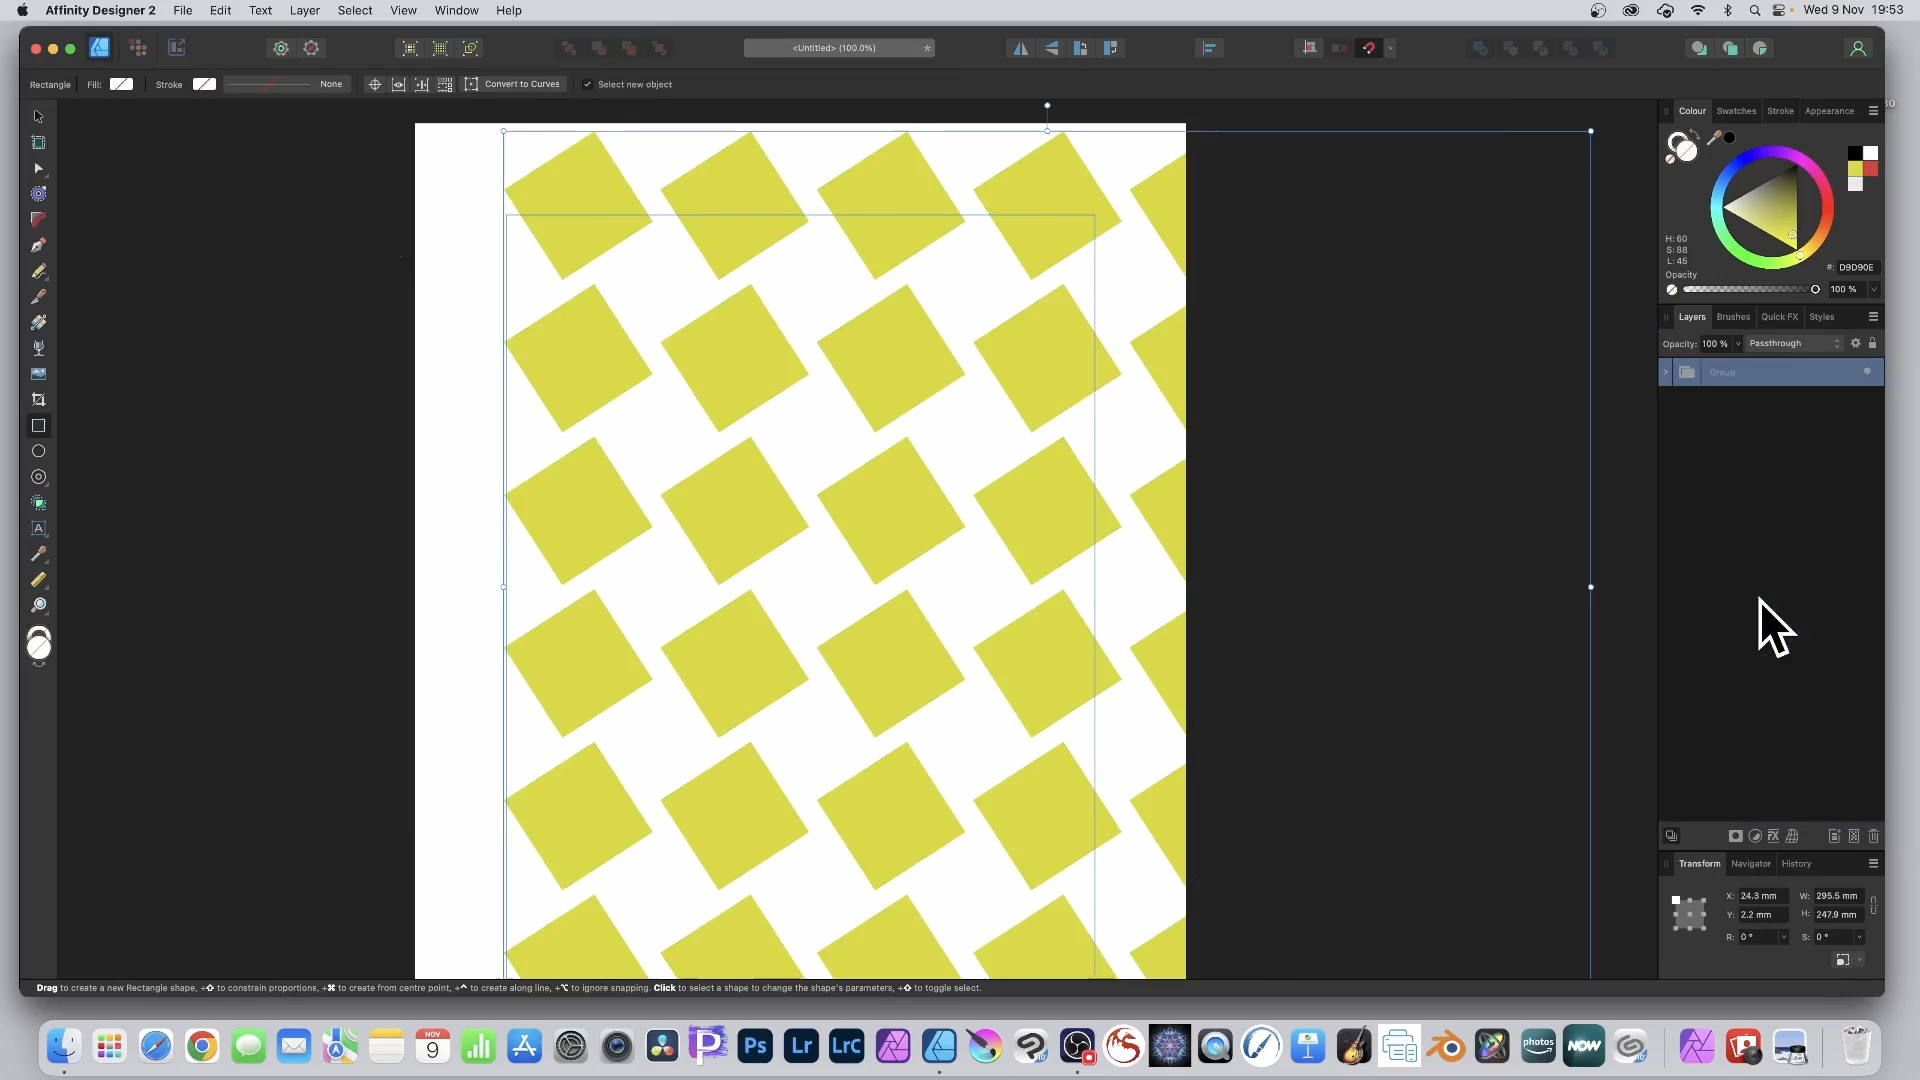 Affinity Designer 2 File Edit Text Layer Select View Window Help Wed 9 Nov 19:53
<Untitled> (100.0%) *
Rectangle Fill: Stroke None Convert to Curves Select new object
Colour Swatches Stroke Appearance
H: 60
S: 88
L: 45
#: D9D90E
Opacity
100 %
Layers Brushes Quick FX Styles
Opacity: 100 % Passthrough
Group
Transform Navigator History
X: 24.3 mm W: 295.5 mm
Y: 2.2 mm H: 247.9 mm
R: 0 ° S: 0 °
Drag to create a new Rectangle shape, +⇧ to constrain proportions, +⌘ to create from centre point, +⌃ to create along line, +⌥ to ignore snapping. Click to select a shape to change the shape's parameters, +⇧ to toggle select.
NOV
9
Ps Lr LrC photos NOW